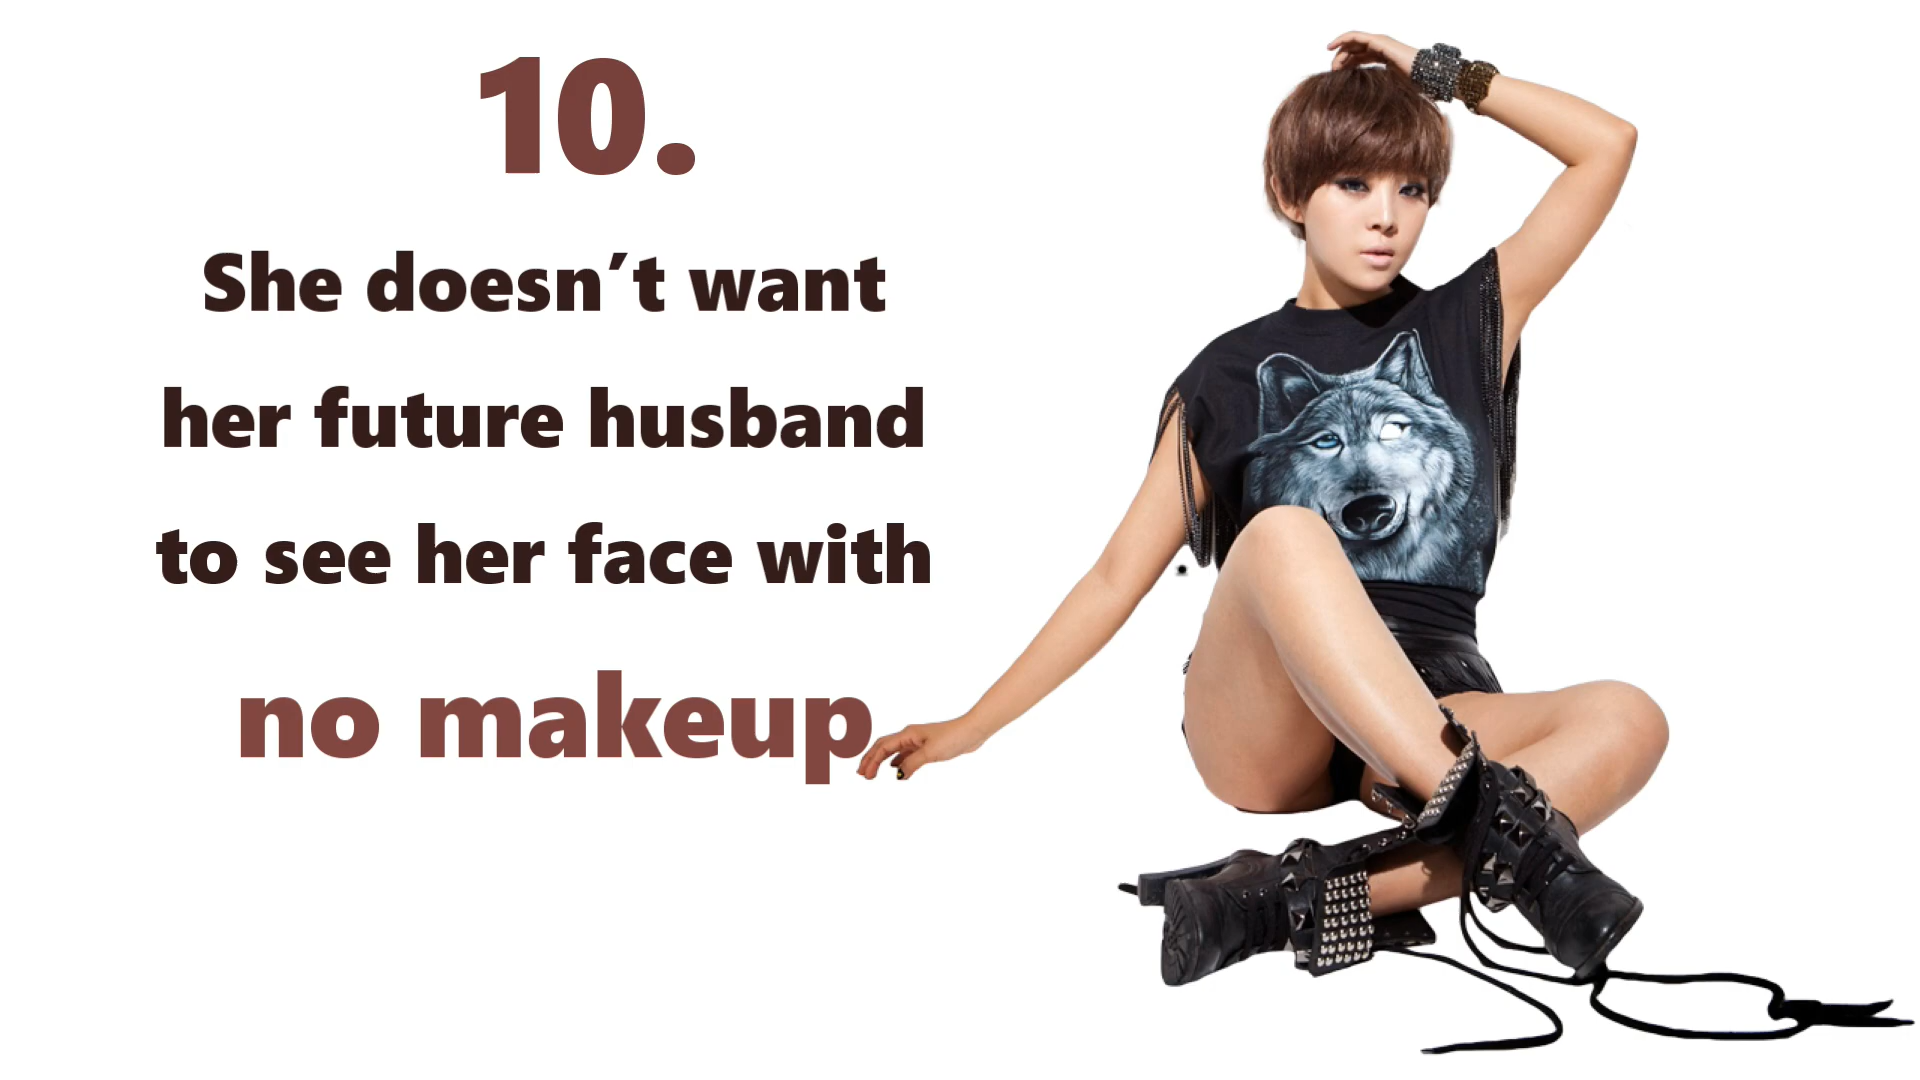 10.
She doesn't want
her future husband
to see her face with
no makeup